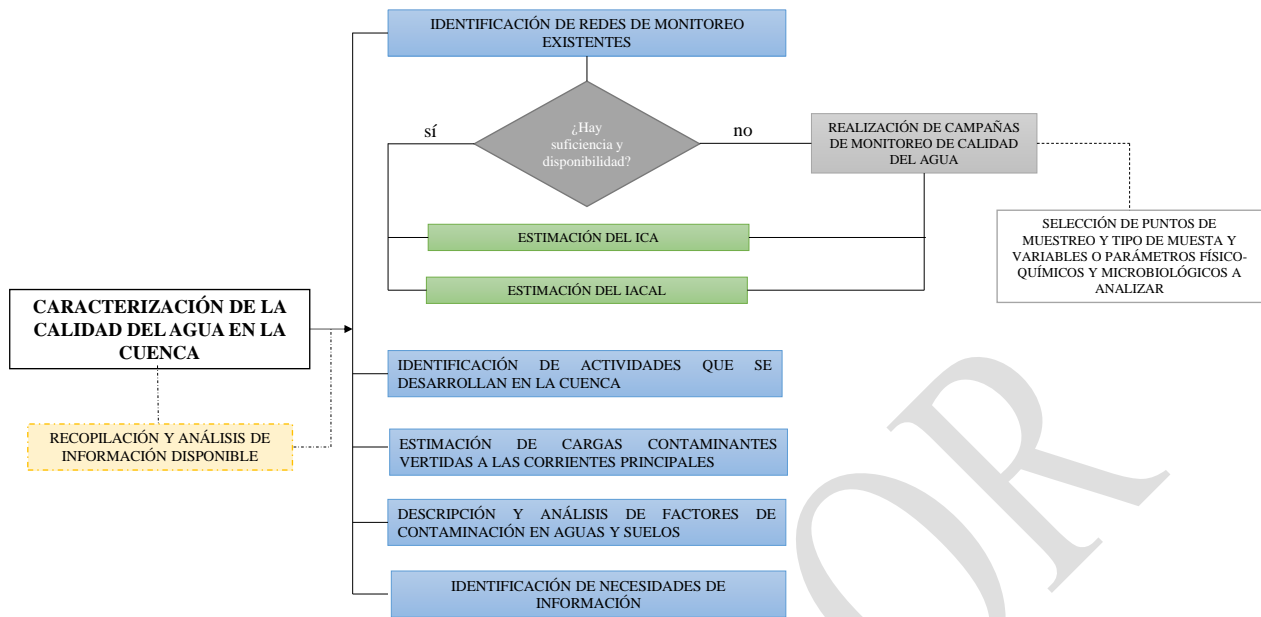 IDENTIFICACIÓN DE REDES DE MONITOREO
EXISTENTES
¿Hay
suficiencia y
disponibilidad?
sí
no
REALIZACIÓN DE CAMPAÑAS
DE MONITOREO DE CALIDAD
DEL AGUA
SELECCIÓN DE PUNTOS DE
MUESTREO Y TIPO DE MUESTA Y
VARIABLES O PARÁMETROS FÍSICO-
QUÍMICOS Y MICROBIOLÓGICOS A
ANALIZAR
ESTIMACIÓN DEL ICA
ESTIMACIÓN DEL IACAL
CARACTERIZACIÓN DE LA
CALIDAD DEL AGUA EN LA
CUENCA
RECOPILACIÓN Y ANÁLISIS DE
INFORMACIÓN DISPONIBLE
IDENTIFICACIÓN DE ACTIVIDADES QUE SE
DESARROLLAN EN LA CUENCA
ESTIMACIÓN DE CARGAS CONTAMINANTES
VERTIDAS A LAS CORRIENTES PRINCIPALES
DESCRIPCIÓN Y ANÁLISIS DE FACTORES DE
CONTAMINACIÓN EN AGUAS Y SUELOS
IDENTIFICACIÓN DE NECESIDADES DE
INFORMACIÓN
OR